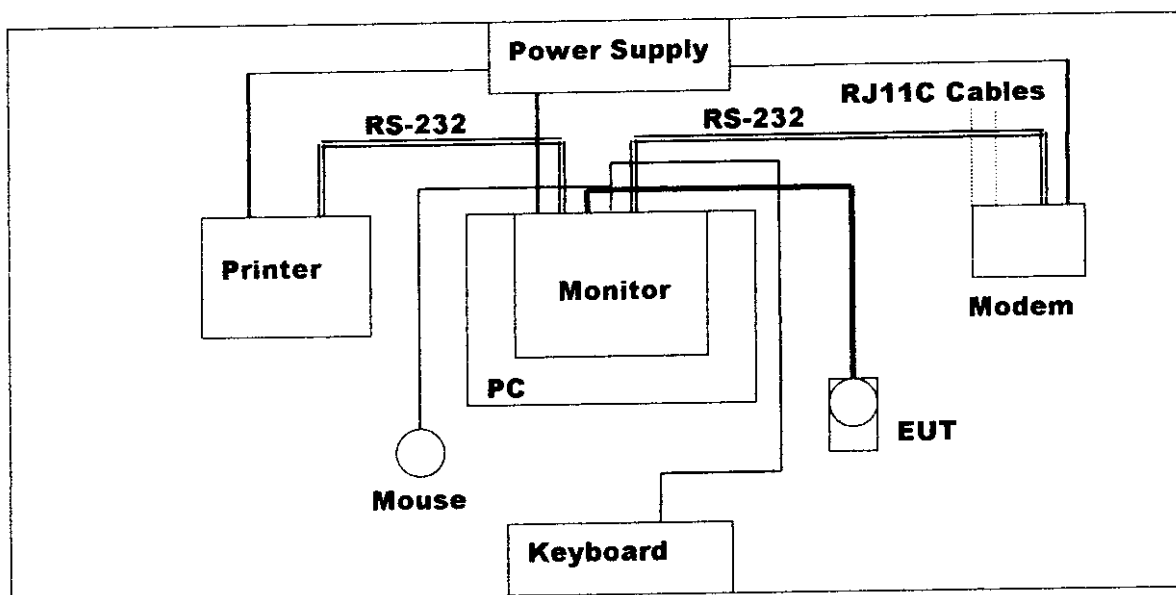 Power Supply
RJ11C Cables
RS-232
RS-232
Printer
Monitor
Modem
PC
EUT
Mouse
Keyboard